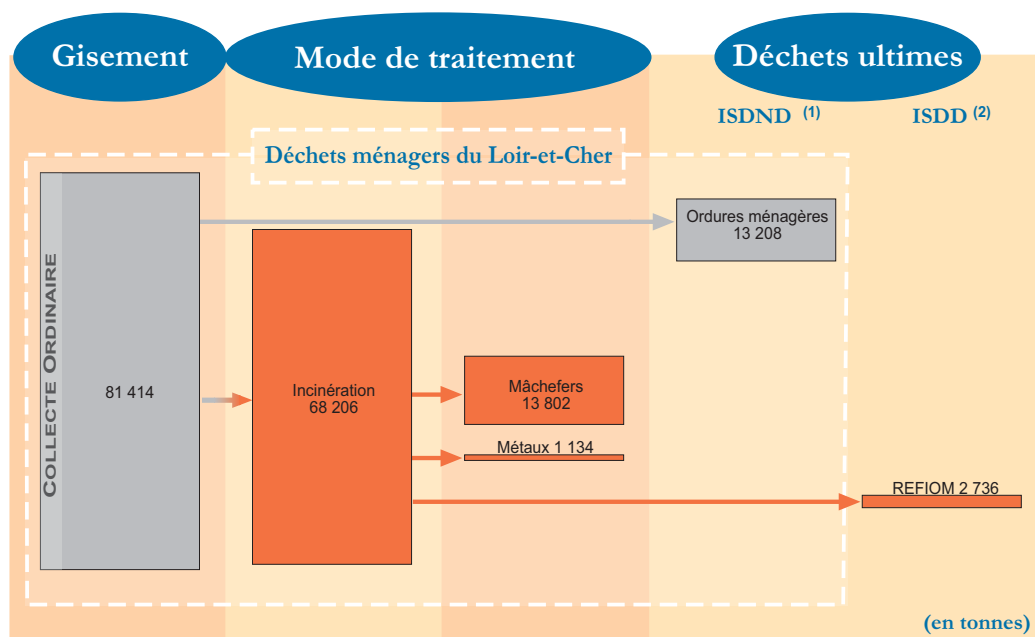 Gisement
Mode de traitement
Déchets ultimes
ISDND (1)
ISDD (2)
Déchets ménagers du Loir-et-Cher
COLLECTE ORDINAIRE
81 414
Ordures ménagères
13 208
Incinération
68 206
Mâchefers
13 802
Métaux 1 134
REFIOM 2 736
(en tonnes)